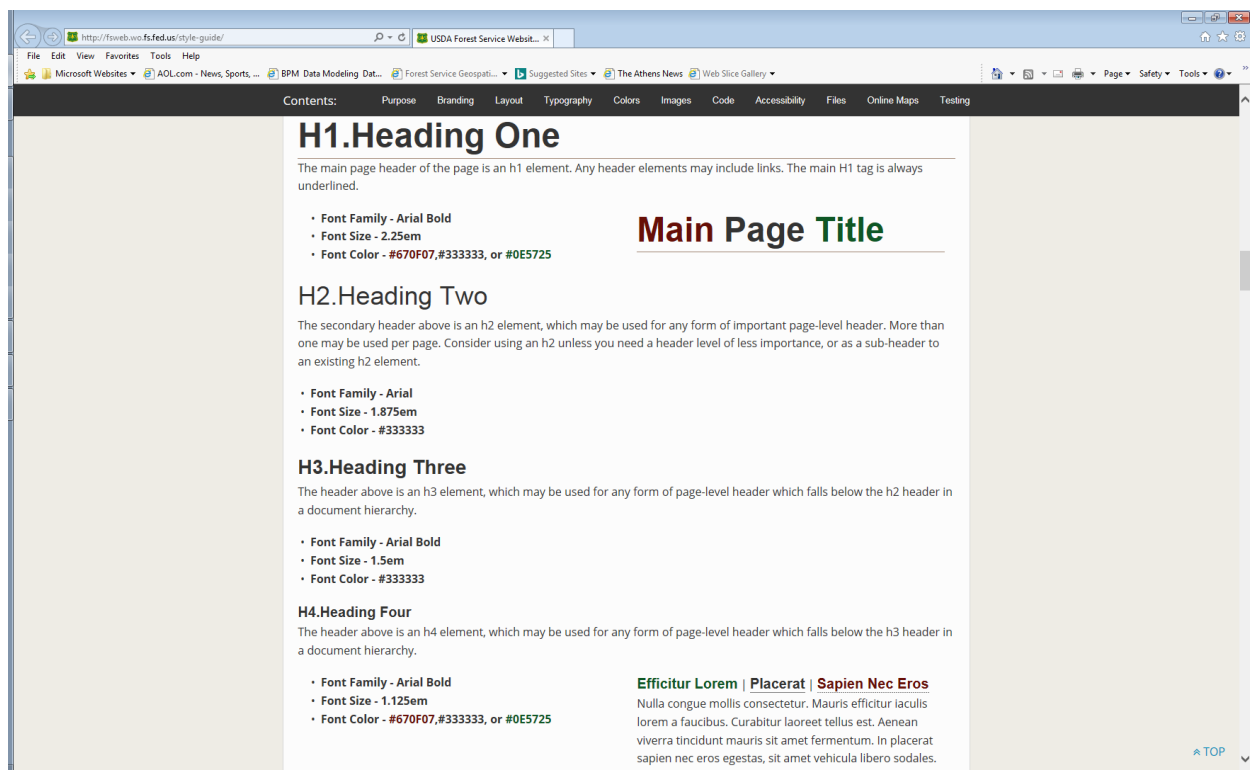 http://fsweb.wo.fs.fed.us/style-guide/
USDA Forest Service Websit...
File Edit View Favorites Tools Help
Microsoft Websites AOL.com - News, Sports, ... BPM Data Modeling Dat... Forest Service Geospati... Suggested Sites The Athens News Web Slice Gallery Page Safety Tools
Contents: Purpose Branding Layout Typography Colors Images Code Accessibility Files Online Maps Testing
H1.Heading One
The main page header of the page is an h1 element. Any header elements may include links. The main H1 tag is always
underlined.
• Font Family - Arial Bold
• Font Size - 2.25em
• Font Color - #670F07,#333333, or #0E5725
Main Page Title
H2.Heading Two
The secondary header above is an h2 element, which may be used for any form of important page-level header. More than
one may be used per page. Consider using an h2 unless you need a header level of less importance, or as a sub-header to
an existing h2 element.
• Font Family - Arial
• Font Size - 1.875em
• Font Color - #333333
H3.Heading Three
The header above is an h3 element, which may be used for any form of page-level header which falls below the h2 header in
a document hierarchy.
• Font Family - Arial Bold
• Font Size - 1.5em
• Font Color - #333333
H4.Heading Four
The header above is an h4 element, which may be used for any form of page-level header which falls below the h3 header in
a document hierarchy.
• Font Family - Arial Bold
• Font Size - 1.125em
• Font Color - #670F07,#333333, or #0E5725
Efficitur Lorem | Placerat | Sapien Nec Eros
Nulla congue mollis consectetur. Mauris efficitur iaculis
lorem a faucibus. Curabitur laoreet tellus est. Aenean
viverra tincidunt mauris sit amet fermentum. In placerat
sapien nec eros egestas, sit amet vehicula libero sodales.
TOP